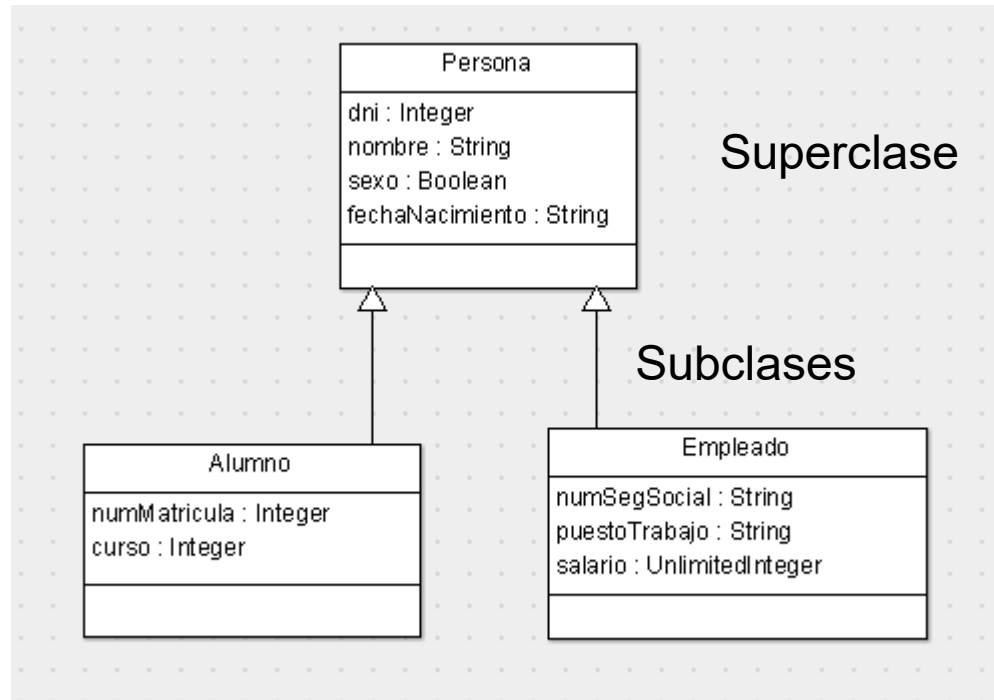 Persona
dni : Integer
nombre : String
sexo : Boolean
fechaNacimiento : String
Superclase
Subclases
Alumno
numMatricula : Integer
curso : Integer
Empleado
numSegSocial : String
puestoTrabajo : String
salario : UnlimitedInteger